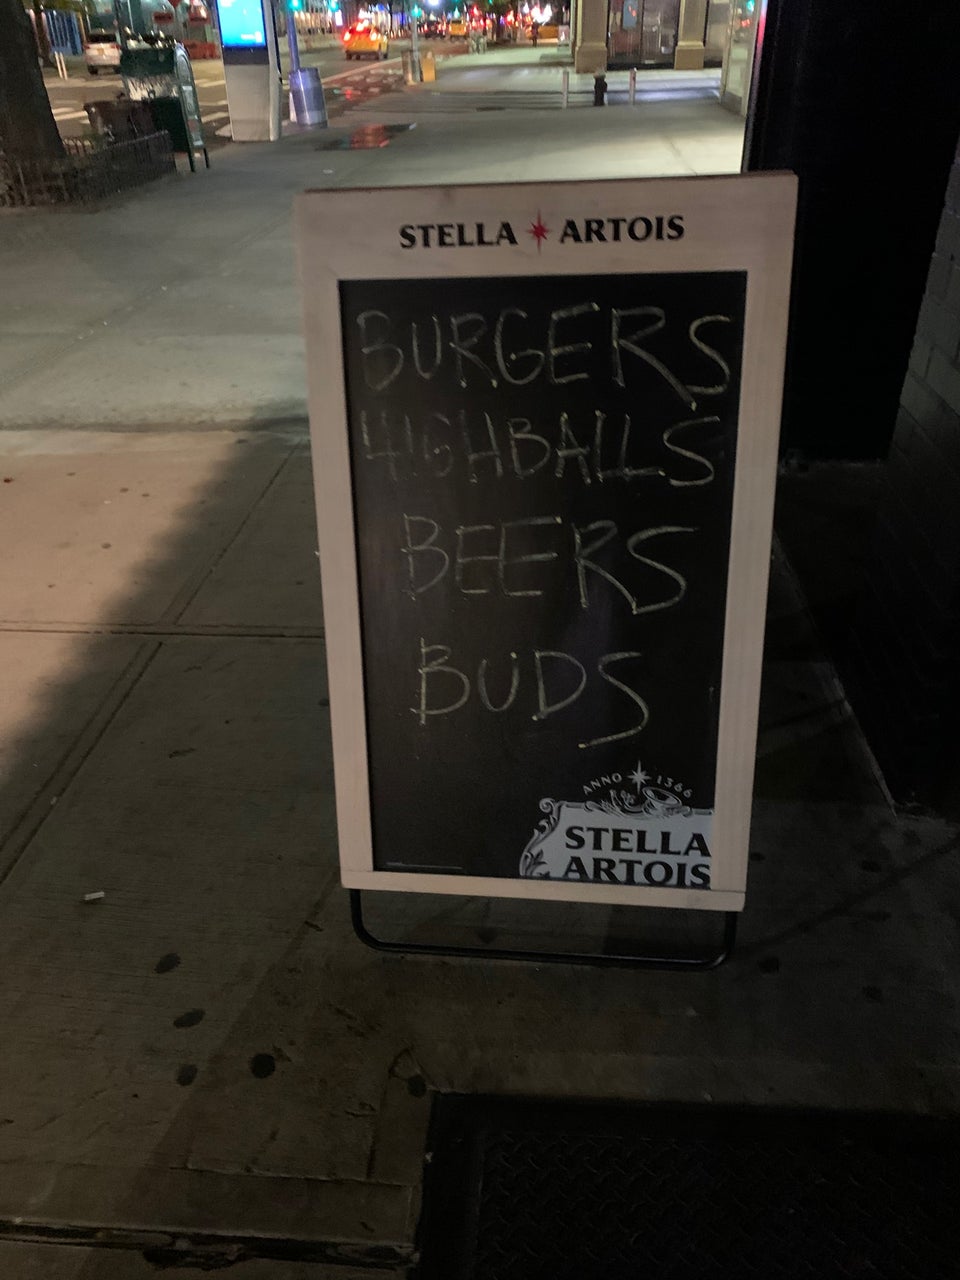 STELLA ARTOIS
BURGERS
HIGHBALLS
BEERS
BUDS
ANNO 1366
STELLA
ARTOIS